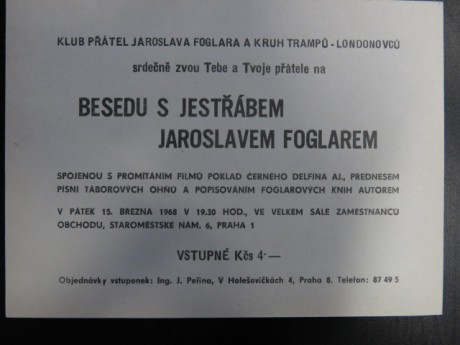 KLUB PŘÁTEL JAROSLAVA FOGLARA A KRUH TRAMPŮ - LONDONOVCŮ
srdečně zvou Tebe a Tvoje přátele na
BESEDU S JESTŘÁBEM
JAROSLAVEM FOGLAREM
SPOJENOU S PROMÍTÁNÍM FILMŮ POKLAD ČERNÉHO DELFINA AJ., PŘEDNESEM
PÍSNÍ TÁBOROVÝCH OHŇŮ A POPISOVÁNÍM FOGLAROVÝCH KNIH AUTOREM
V PÁTEK 15. BŘEZNA 1968 V 19.30 HOD., VE VELKÉM SÁLE ZAMĚSTNANCŮ
OBCHODU, STAROMĚSTSKÉ NÁM. 6, PRAHA 1
VSTUPNÉ Kčs 4·—
Objednávky vstupenek: Ing. J. Peřina, V Holešovičkách 4, Praha 8. Telefon: 87 49 5